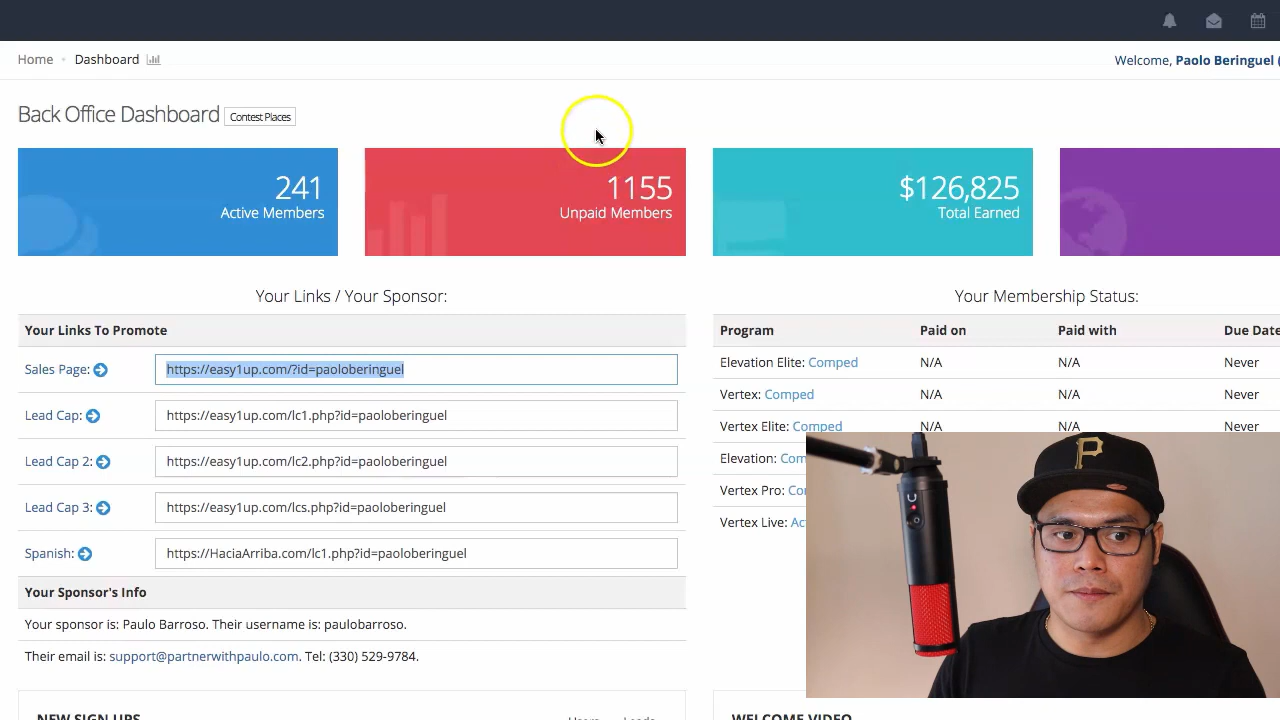 Home • Dashboard
Welcome, Paolo Beringuel (
Back Office Dashboard Contest Places
241
Active Members
1155
Unpaid Members
$126,825
Total Earned
Your Links / Your Sponsor:
Your Links To Promote
Sales Page: https://easy1up.com/?id=paoloberinguel
Lead Cap: https://easy1up.com/lc1.php?id=paoloberinguel
Lead Cap 2: https://easy1up.com/lc2.php?id=paoloberinguel
Lead Cap 3: https://easy1up.com/lcs.php?id=paoloberinguel
Spanish: https://HaciaArriba.com/lc1.php?id=paoloberinguel
Your Sponsor's Info
Your sponsor is: Paulo Barroso. Their username is: paulobarroso.
Their email is: support@partnerwithpaulo.com. Tel: (330) 529-9784.
Your Membership Status:
Program Paid on Paid with Due Date
Elevation Elite: Comped N/A N/A Never
Vertex: Comped N/A N/A Never
Vertex Elite: Comped N/A N/A Never
Elevation: Com
Vertex Pro: Co
Vertex Live: Ac
P
NEW SIGN UPS
WELCOME VIDEO